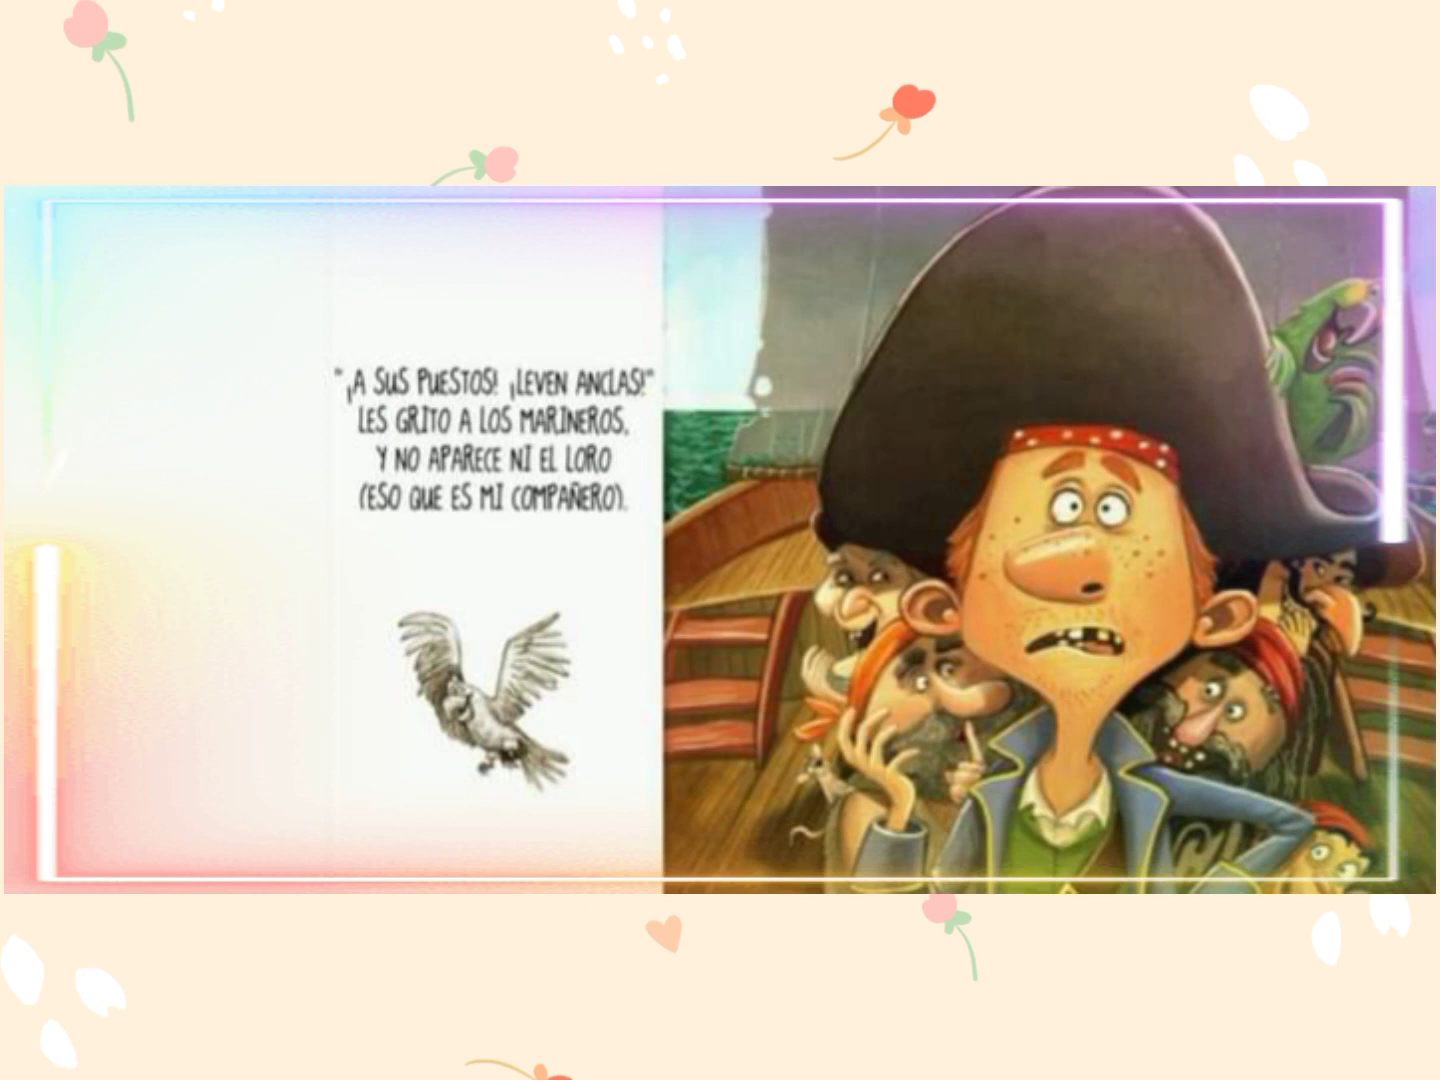 "¡A SUS PUESTOS! ¡LEVEN ANCLAS!"
LES GRITO A LOS MARINEROS,
Y NO APARECE NI EL LORO
(ESO QUE ES MI COMPAÑERO).